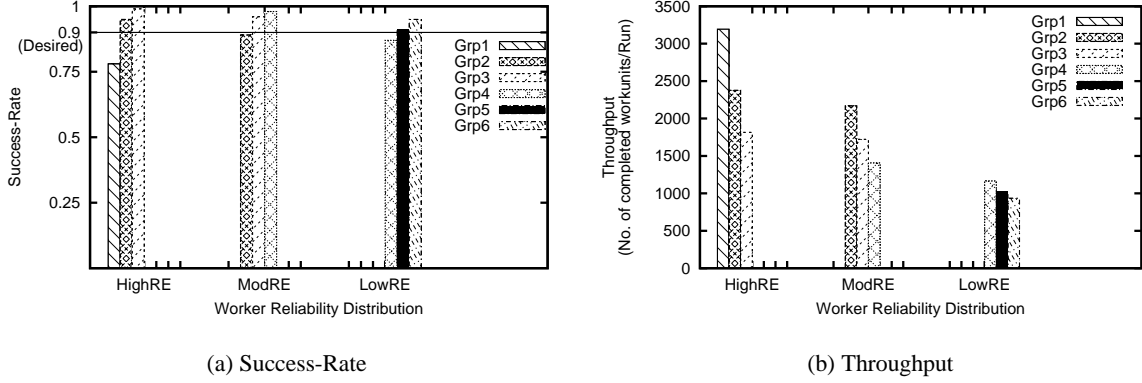 1
0.9
(Desired)
0.75
0.5
0.25
0
Success-Rate
Grp1
Grp2
Grp3
Grp4
Grp5
Grp6
HighRE ModRE LowRE
Worker Reliability Distribution
(a) Success-Rate
3500
3000
2500
2000
1500
1000
500
0
Throughput
(No. of completed workunits/Run)
Grp1
Grp2
Grp3
Grp4
Grp5
Grp6
HighRE ModRE LowRE
Worker Reliability Distribution
(b) Throughput